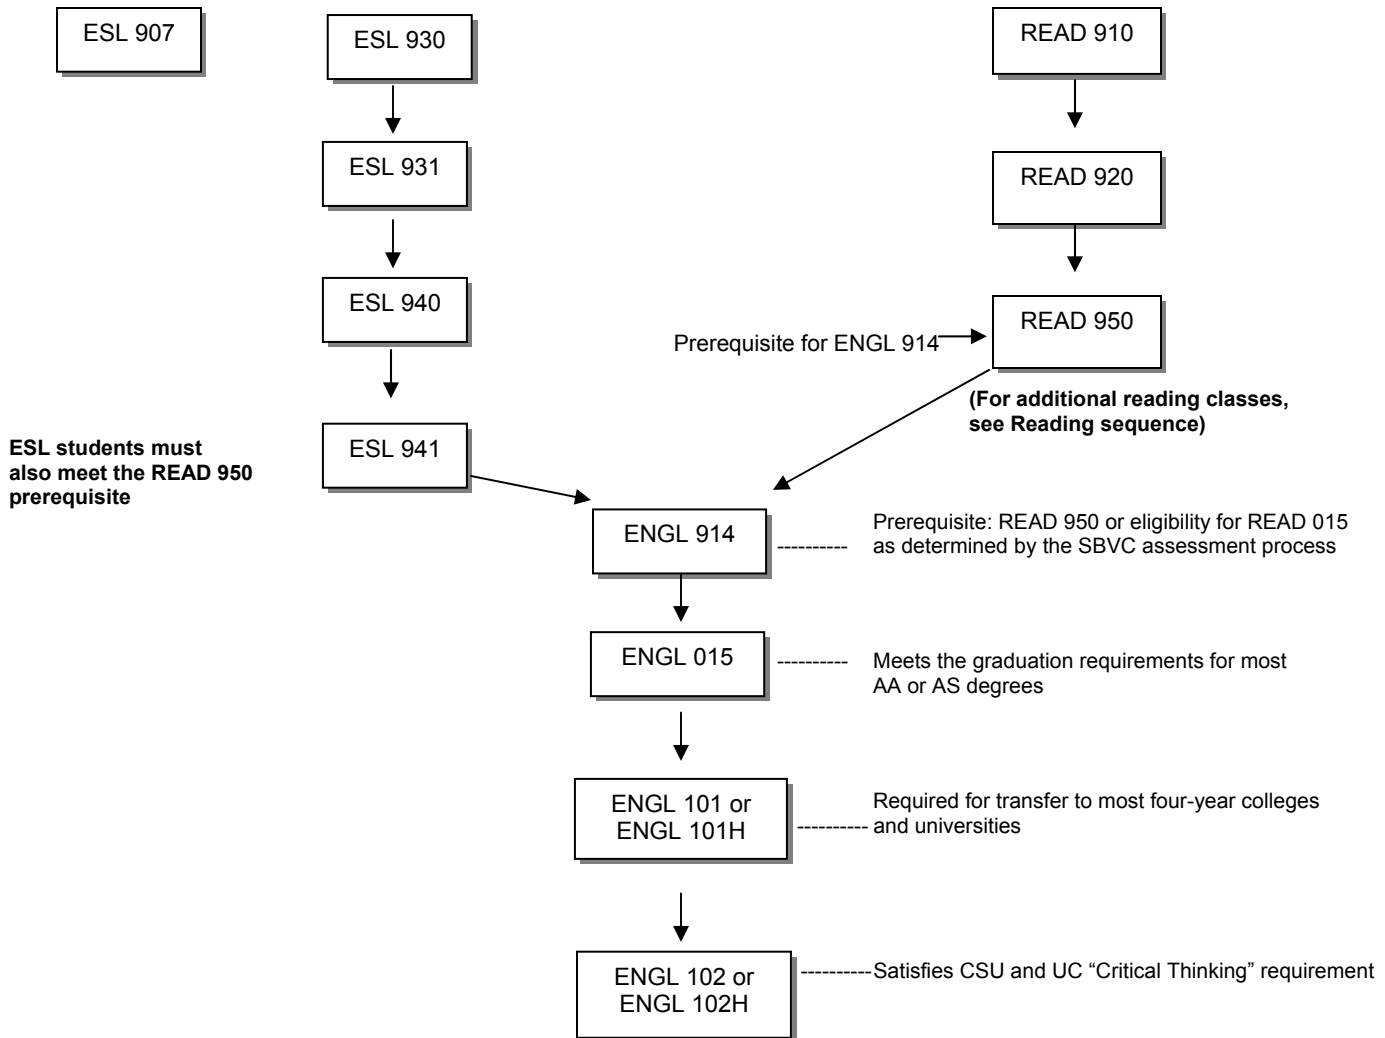 ESL 907
ESL 930
READ 910
ESL 931
READ 920
ESL 940
READ 950
Prerequisite for ENGL 914
(For additional reading classes,
see Reading sequence)
ESL students must
also meet the READ 950
prerequisite
ESL 941
ENGL 914
Prerequisite: READ 950 or eligibility for READ 015
as determined by the SBVC assessment process
ENGL 015
Meets the graduation requirements for most
AA or AS degrees
ENGL 101 or
ENGL 101H
Required for transfer to most four-year colleges
and universities
ENGL 102 or
ENGL 102H
Satisfies CSU and UC “Critical Thinking” requirement